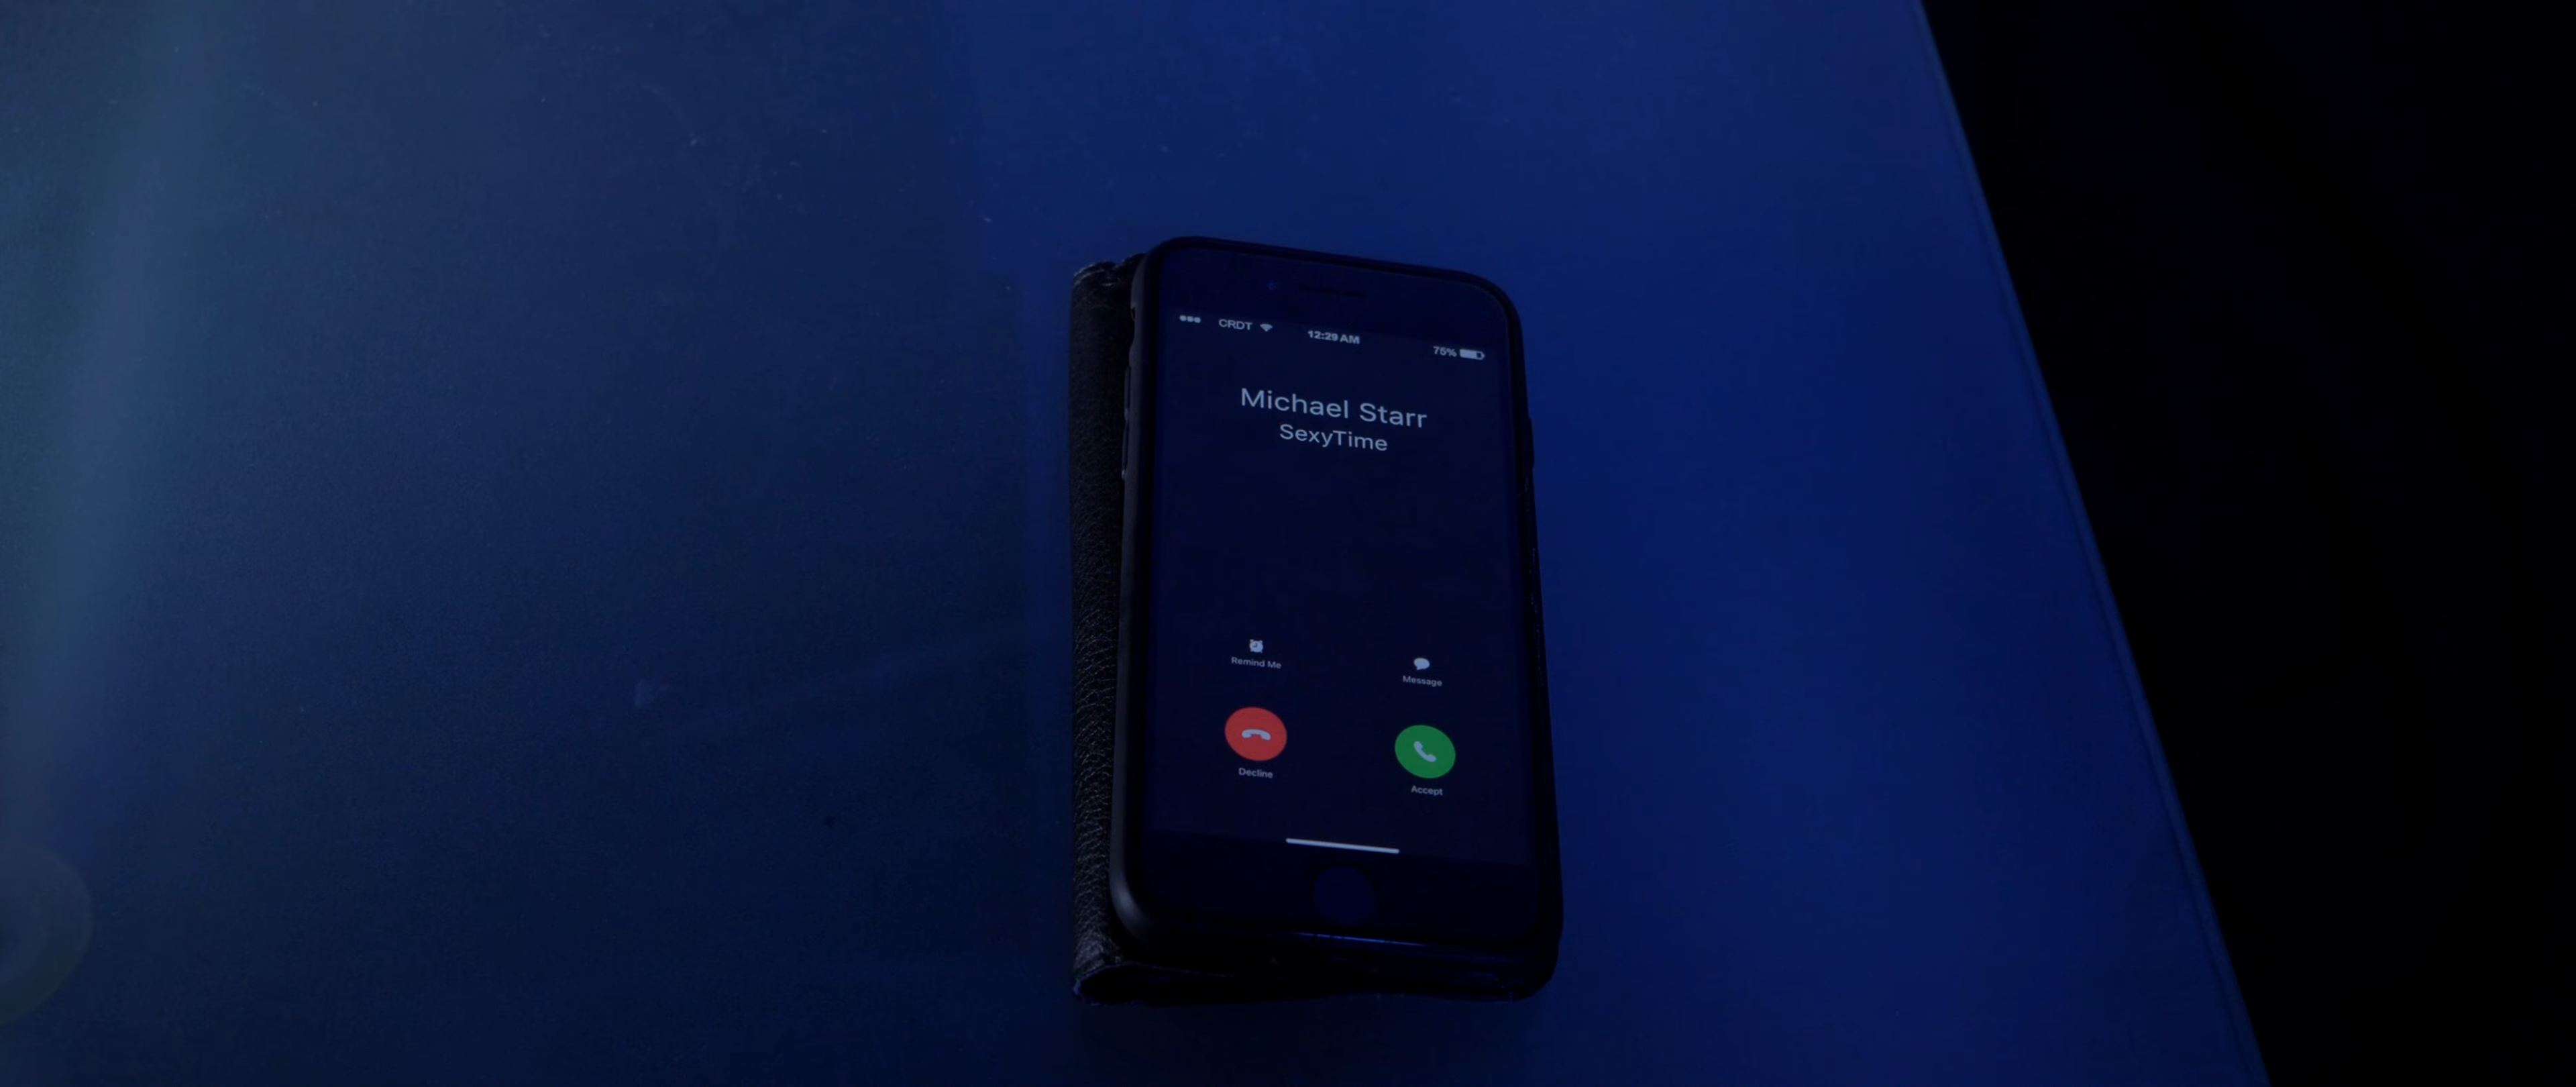 CRDT 12:29 AM 75%
Michael Starr
SexyTime
Remind Me Message
Decline Accept